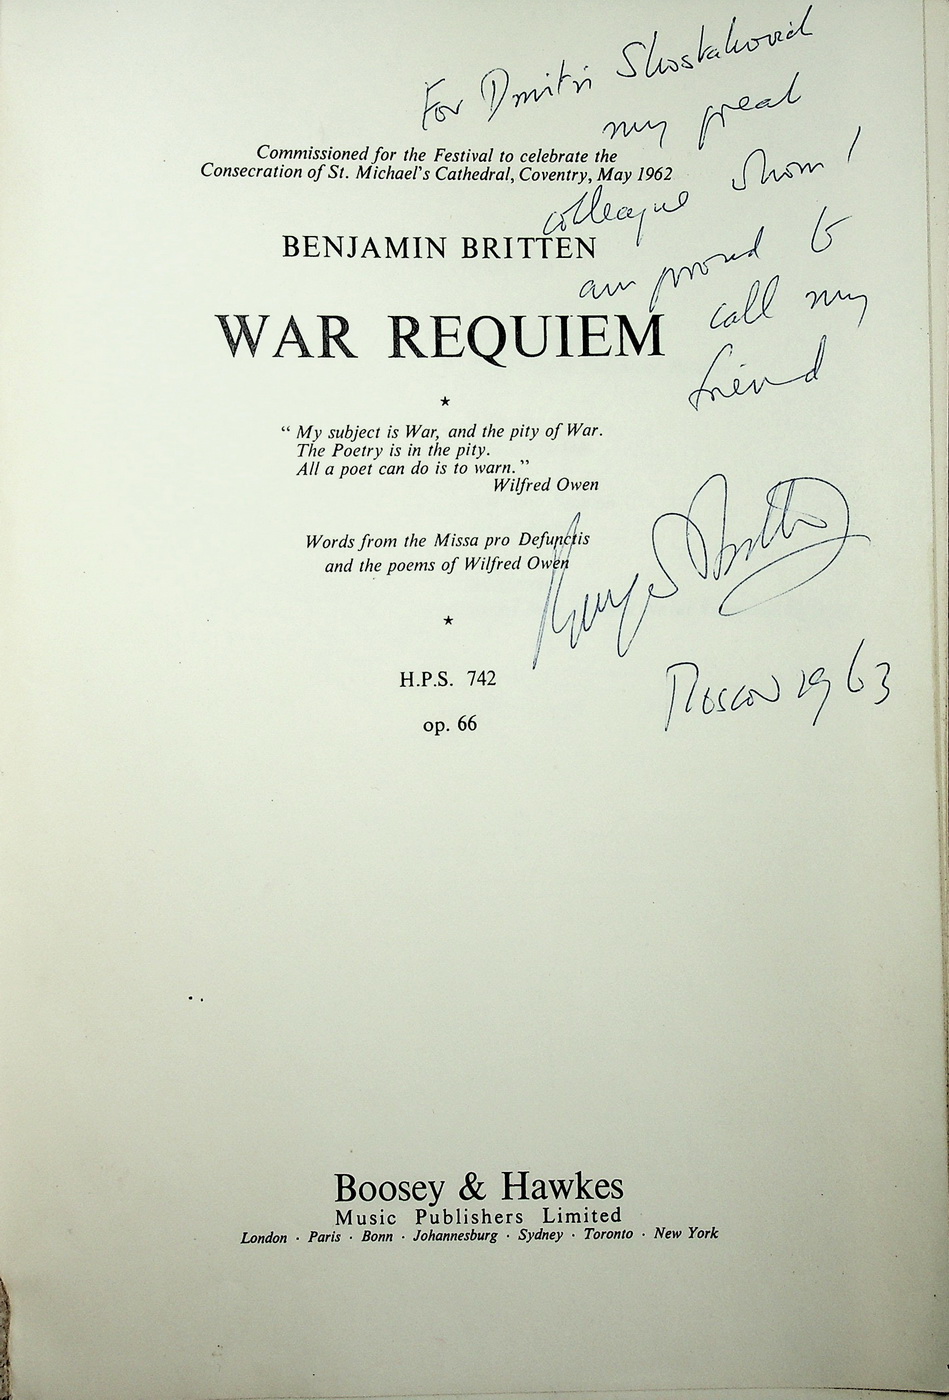 For Dmitri Shostakovich
my great
colleague whom I
am proud to
call my
friend
Benjamin Britten
Moscow 1963
Commissioned for the Festival to celebrate the
Consecration of St. Michael's Cathedral, Coventry, May 1962
BENJAMIN BRITTEN
WAR REQUIEM
★
“ My subject is War, and the pity of War.
The Poetry is in the pity.
All a poet can do is to warn. ”
Wilfred Owen
Words from the Missa pro Defunctis
and the poems of Wilfred Owen
★
H.P.S. 742
op. 66
Boosey & Hawkes
Music Publishers Limited
London · Paris · Bonn · Johannesburg · Sydney · Toronto · New York